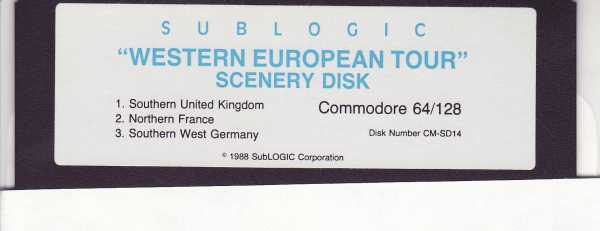 SUBLOGIC
"WESTERN EUROPEAN TOUR"
SCENERY DISK
1. Southern United Kingdom
2. Northern France
3. Southern West Germany
Commodore 64/128
Disk Number CM-SD14
© 1988 SubLOGIC Corporation